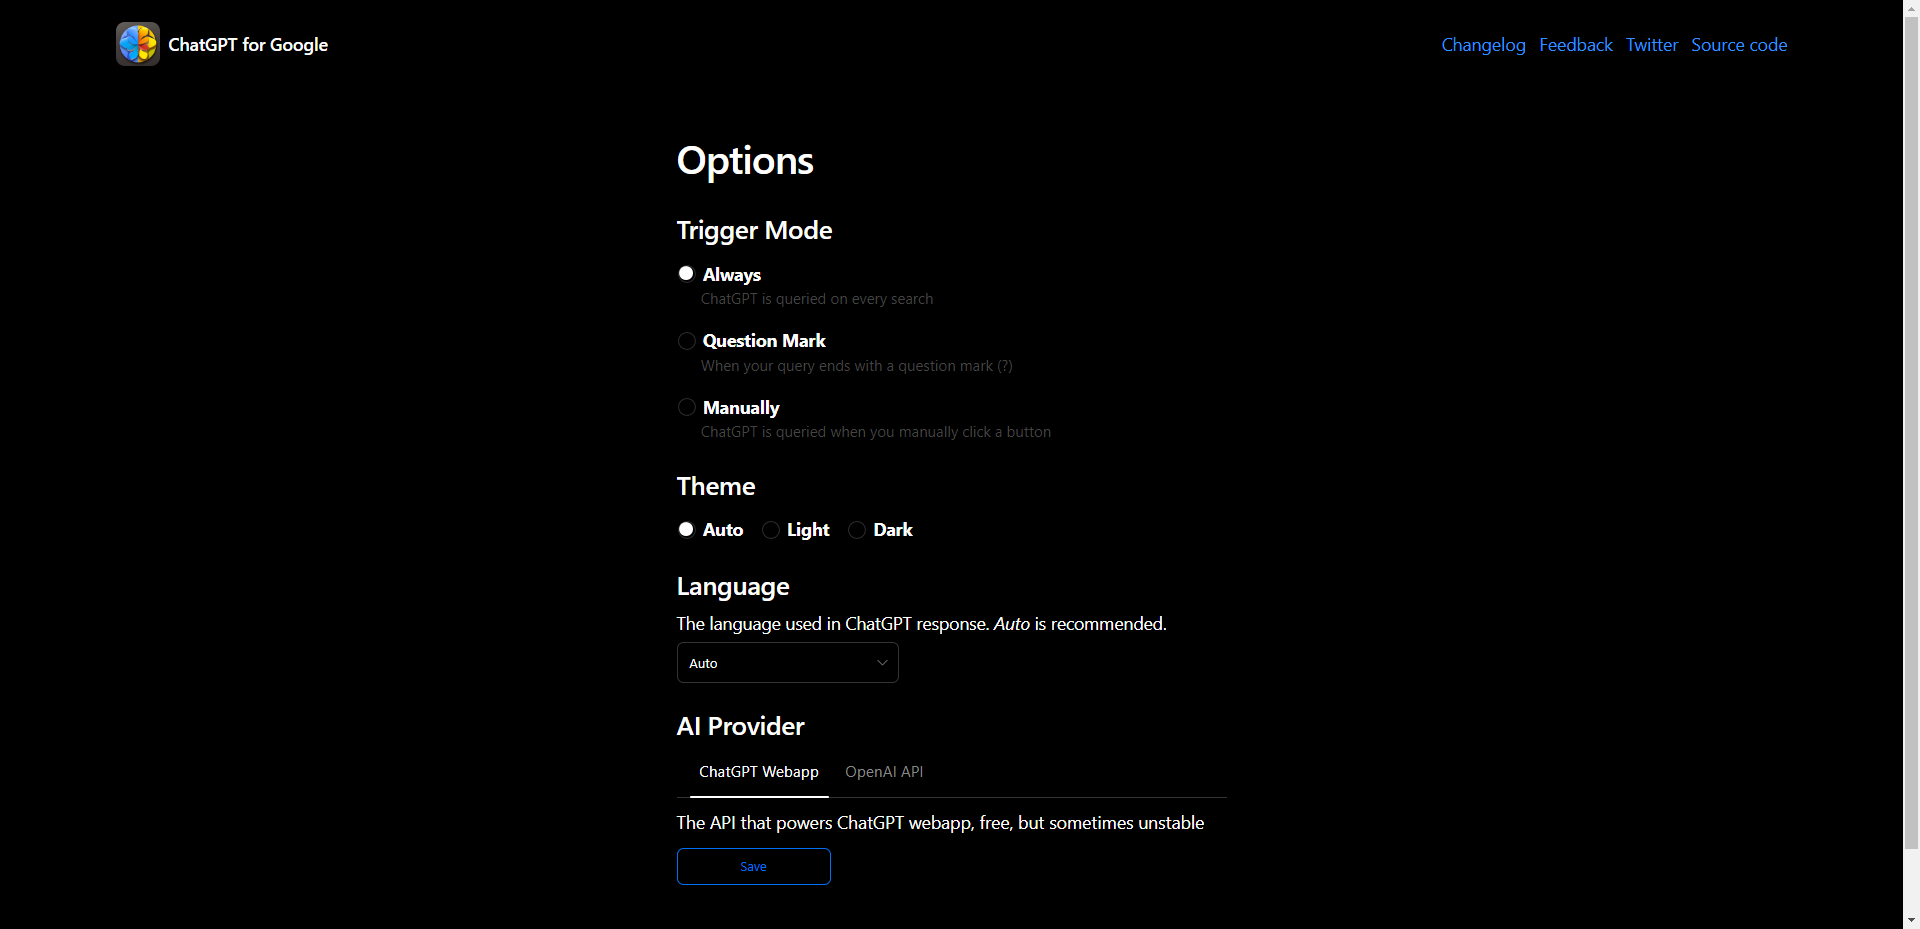 ChatGPT for Google
Changelog Feedback Twitter Source code
Options
Trigger Mode
Always
ChatGPT is queried on every search
Question Mark
When your query ends with a question mark (?)
Manually
ChatGPT is queried when you manually click a button
Theme
Auto Light Dark
Language
The language used in ChatGPT response. Auto is recommended.
Auto
AI Provider
ChatGPT Webapp OpenAI API
The API that powers ChatGPT webapp, free, but sometimes unstable
Save